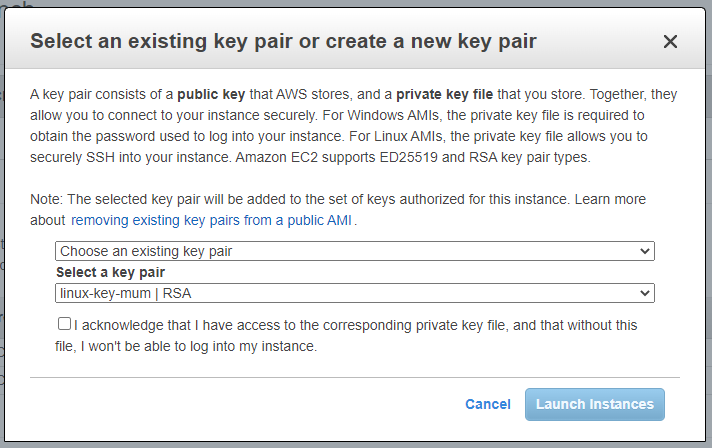 Select an existing key pair or create a new key pair
A key pair consists of a public key that AWS stores, and a private key file that you store. Together, they
allow you to connect to your instance securely. For Windows AMIs, the private key file is required to
obtain the password used to log into your instance. For Linux AMIs, the private key file allows you to
securely SSH into your instance. Amazon EC2 supports ED25519 and RSA key pair types.
Note: The selected key pair will be added to the set of keys authorized for this instance. Learn more
about removing existing key pairs from a public AMI .
Choose an existing key pair
Select a key pair
linux-key-mum | RSA
I acknowledge that I have access to the corresponding private key file, and that without this
file, I won't be able to log into my instance.
Cancel Launch Instances